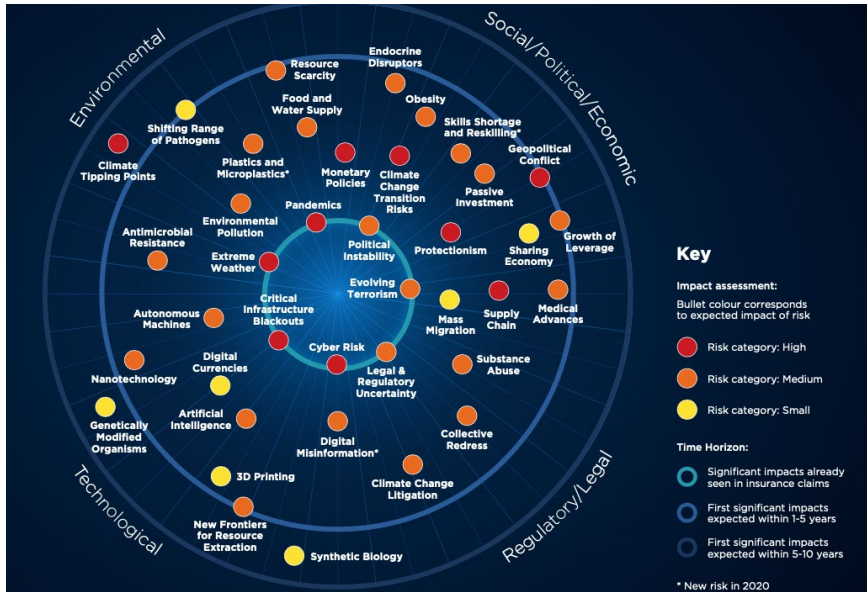 Environmental
Social/Political/Economic
Technological
Regulatory/Legal
Resource
Scarcity
Endocrine
Disruptors
Obesity
Food and
Water Supply
Shifting Range
of Pathogens
Skills Shortage
and Reskilling*
Geopolitical
Conflict
Climate
Tipping Points
Plastics and
Microplastics*
Monetary
Policies
Climate
Change
Transition
Risks
Passive
Investment
Pandemics
Environmental
Pollution
Political
Instability
Protectionism
Sharing
Economy
Growth of
Leverage
Antimicrobial
Resistance
Extreme
Weather
Evolving
Terrorism
Critical
Infrastructure
Blackouts
Mass
Migration
Supply
Chain
Medical
Advances
Autonomous
Machines
Cyber Risk
Legal &
Regulatory
Uncertainty
Substance
Abuse
Nanotechnology
Digital
Currencies
Genetically
Modified
Organisms
Artificial
Intelligence
Digital
Misinformation*
Collective
Redress
3D Printing
Climate Change
Litigation
New Frontiers
for Resource
Extraction
Synthetic Biology
Key
Impact assessment:
Bullet colour corresponds
to expected impact of risk
Risk category: High
Risk category: Medium
Risk category: Small
Time Horizon:
Significant impacts already
seen in insurance claims
First significant impacts
expected within 1-5 years
First significant impacts
expected within 5-10 years
* New risk in 2020